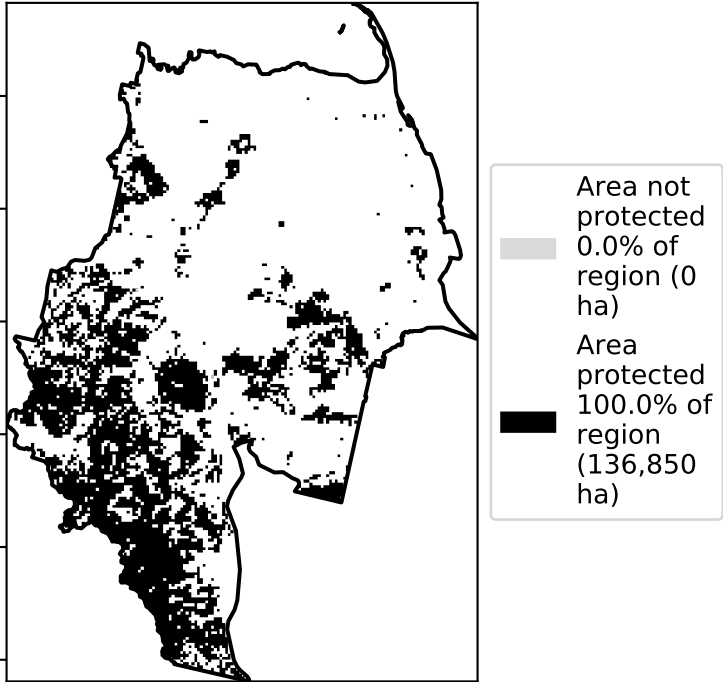 Area not
protected
0.0% of
region (0
ha)
Area
protected
100.0% of
region
(136,850
ha)